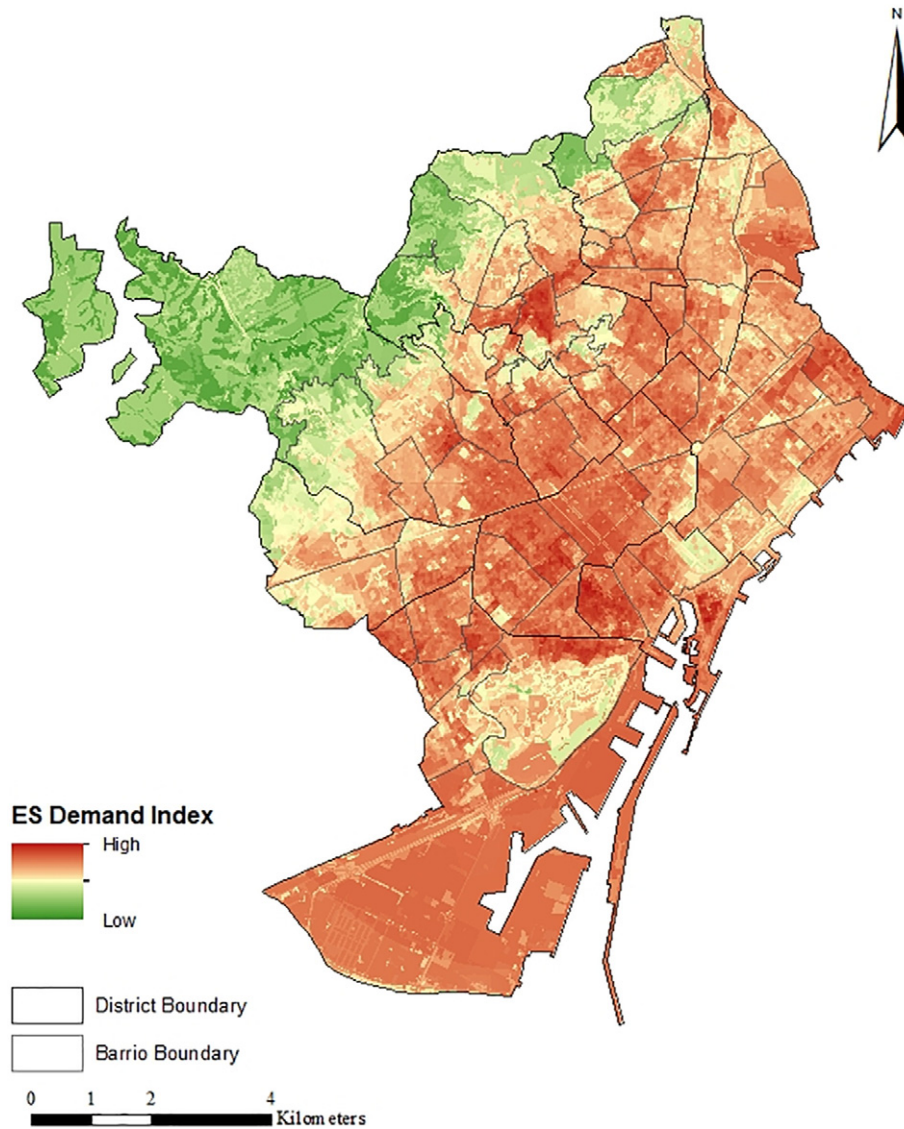 N
ES Demand Index
High
Low
District Boundary
Barrio Boundary
0 1 2 4
Kilometers